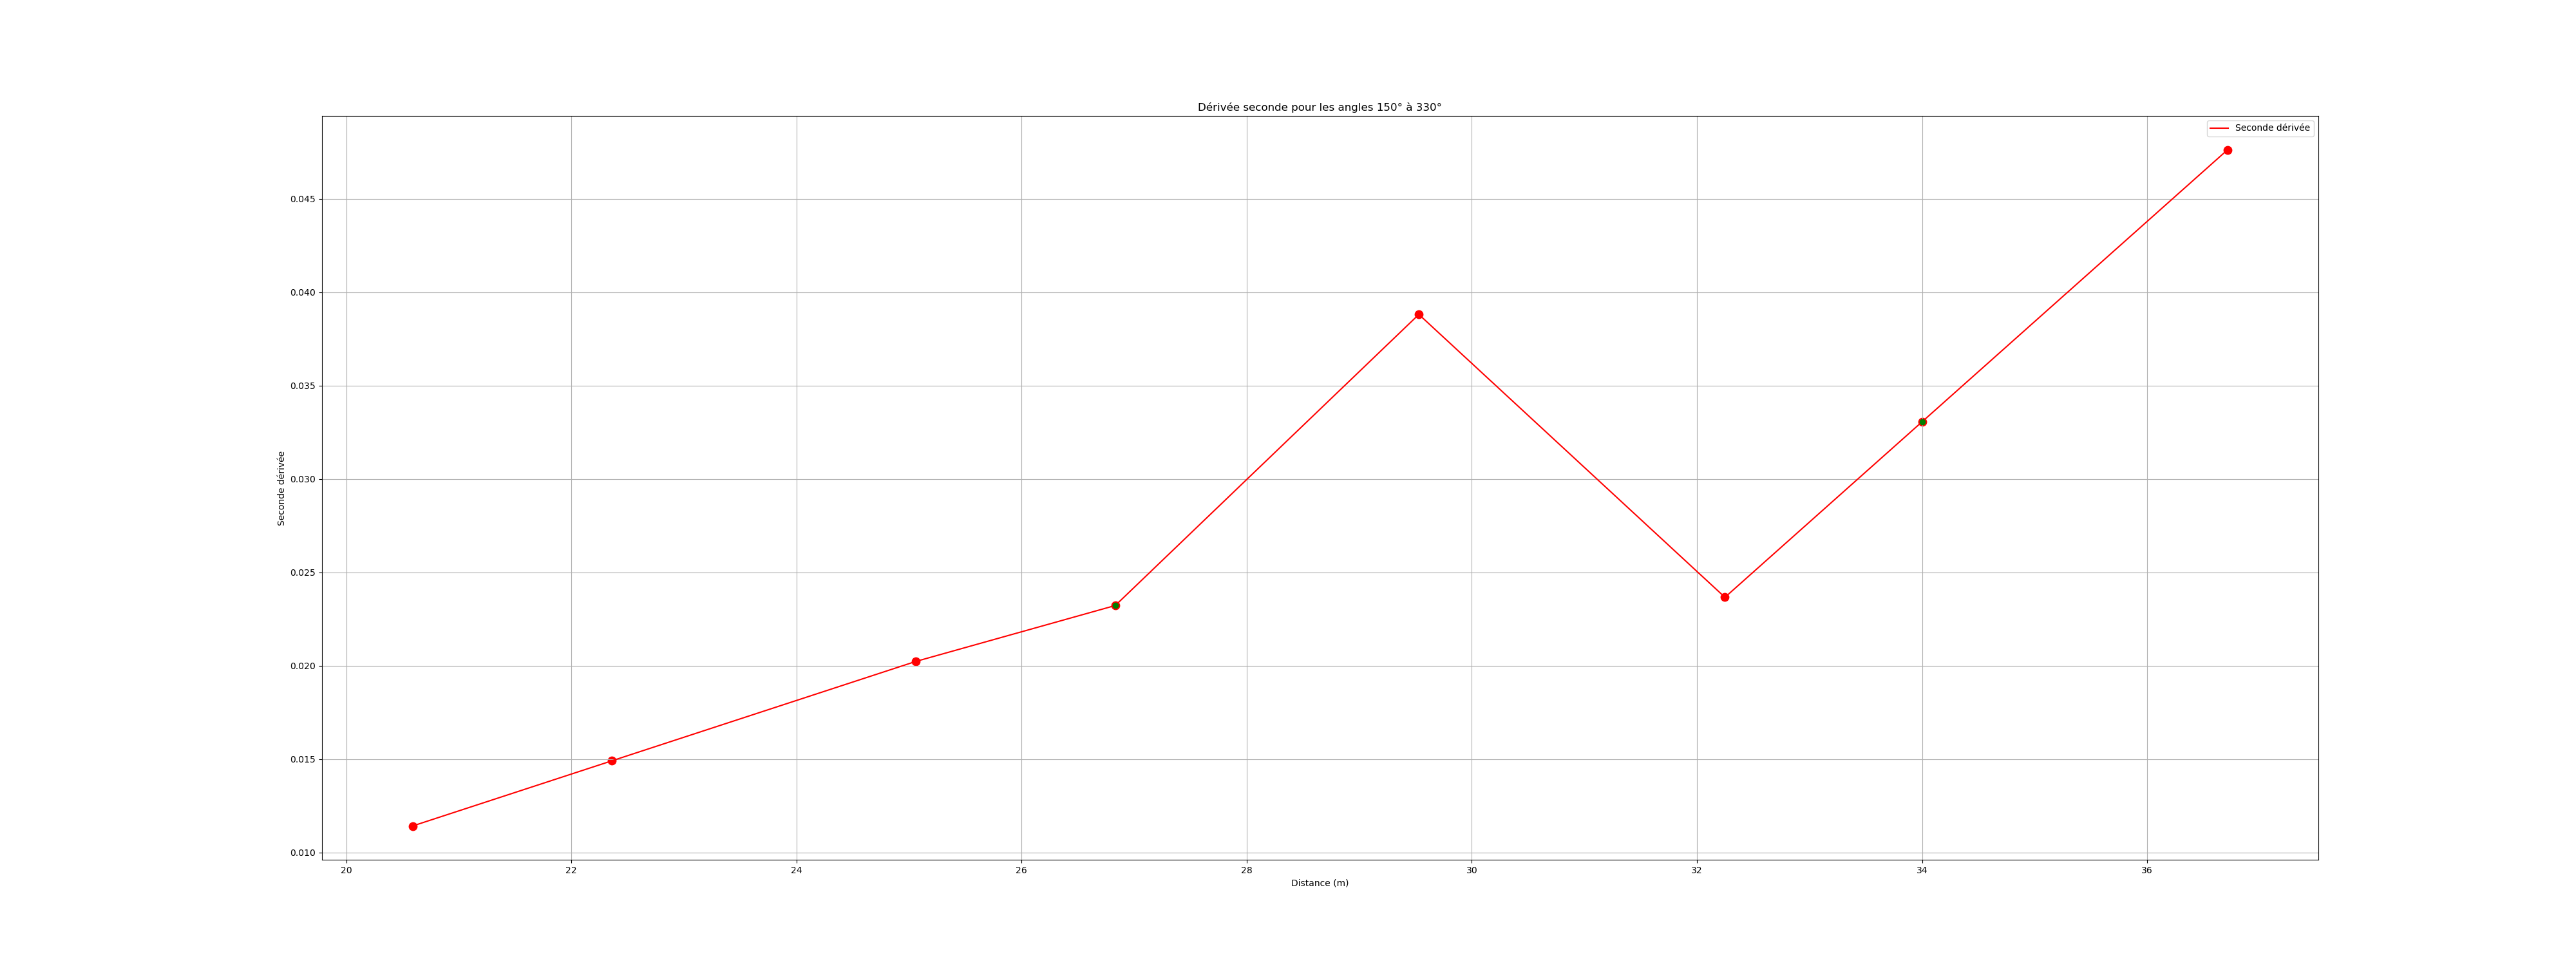 Dérivée seconde pour les angles 150° à 330°
Seconde dérivée
0.045
0.040
0.035
0.030
0.025
0.020
0.015
0.010
Seconde dérivée
20 22 24 26 28 30 32 34 36
Distance (m)